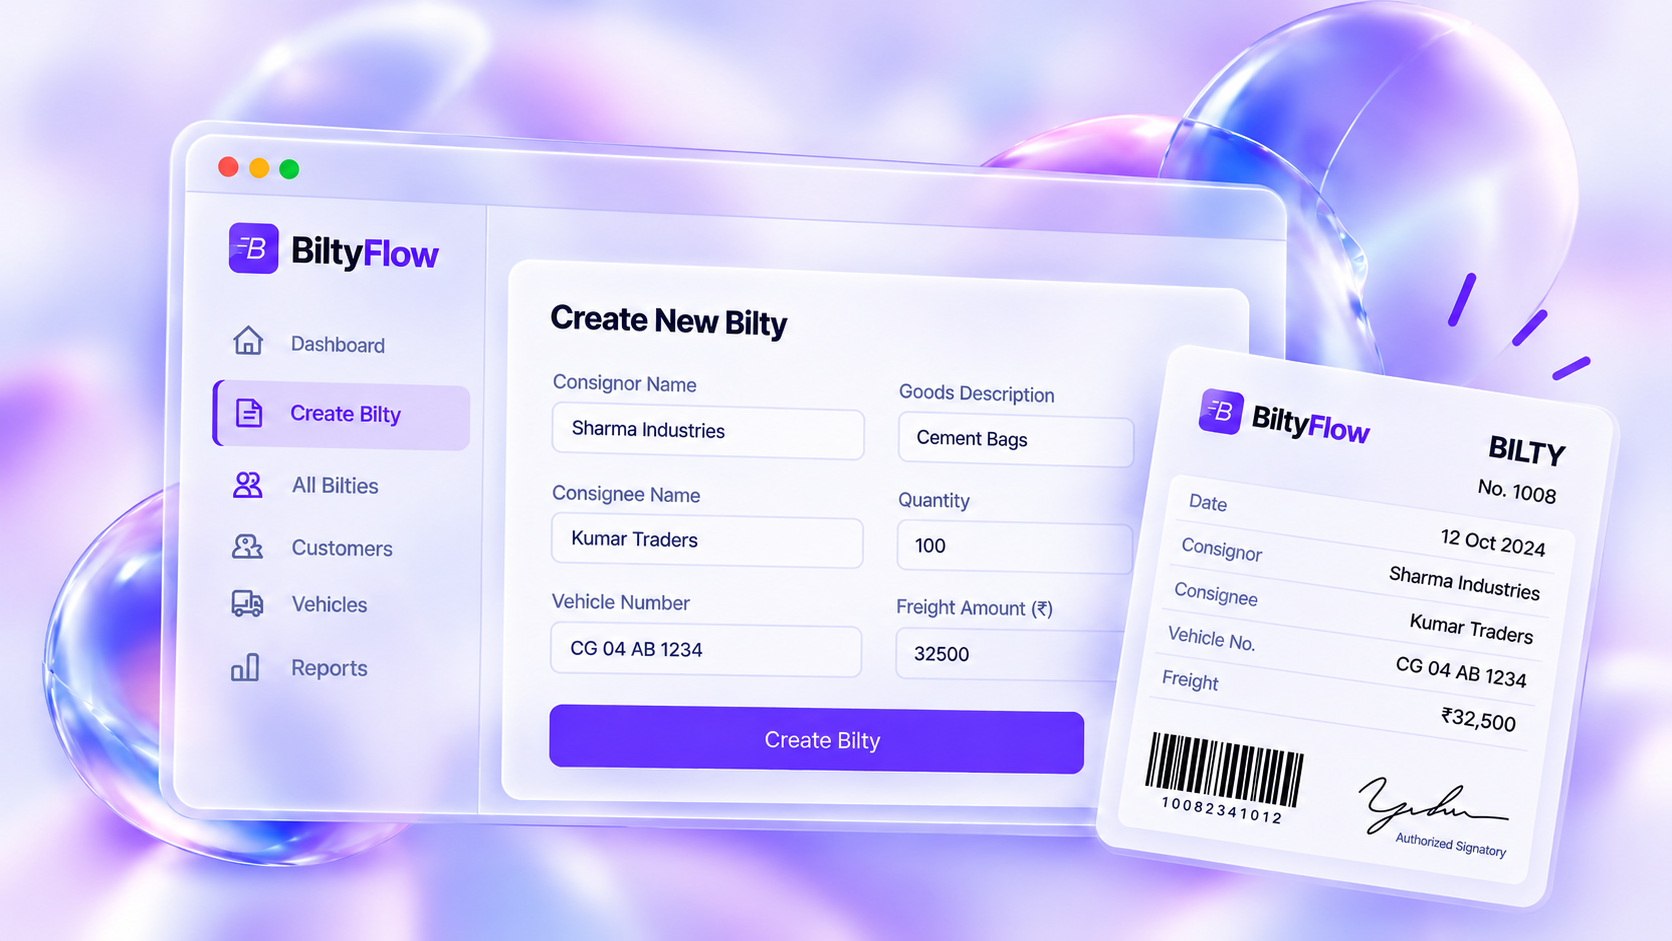 BiltyFlow
Dashboard
Create Bilty
All Bilties
Customers
Vehicles
Reports
Create New Bilty
Consignor Name
Sharma Industries
Goods Description
Cement Bags
Consignee Name
Kumar Traders
Quantity
100
Vehicle Number
CG 04 AB 1234
Freight Amount (₹)
32500
Create Bilty
BiltyFlow
BILTY
No. 1008
Date
12 Oct 2024
Consignor
Sharma Industries
Consignee
Kumar Traders
Vehicle No.
CG 04 AB 1234
Freight
₹32,500
10082341012
Authorized Signatory